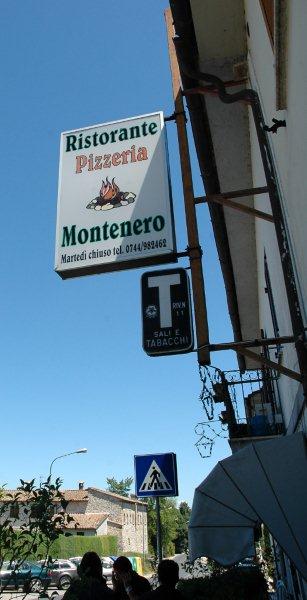 Ristorante
Pizzeria
Montenero
Martedì chiuso tel. 0744/982462
T
RIV. N
11
SALI E
TABACCHI